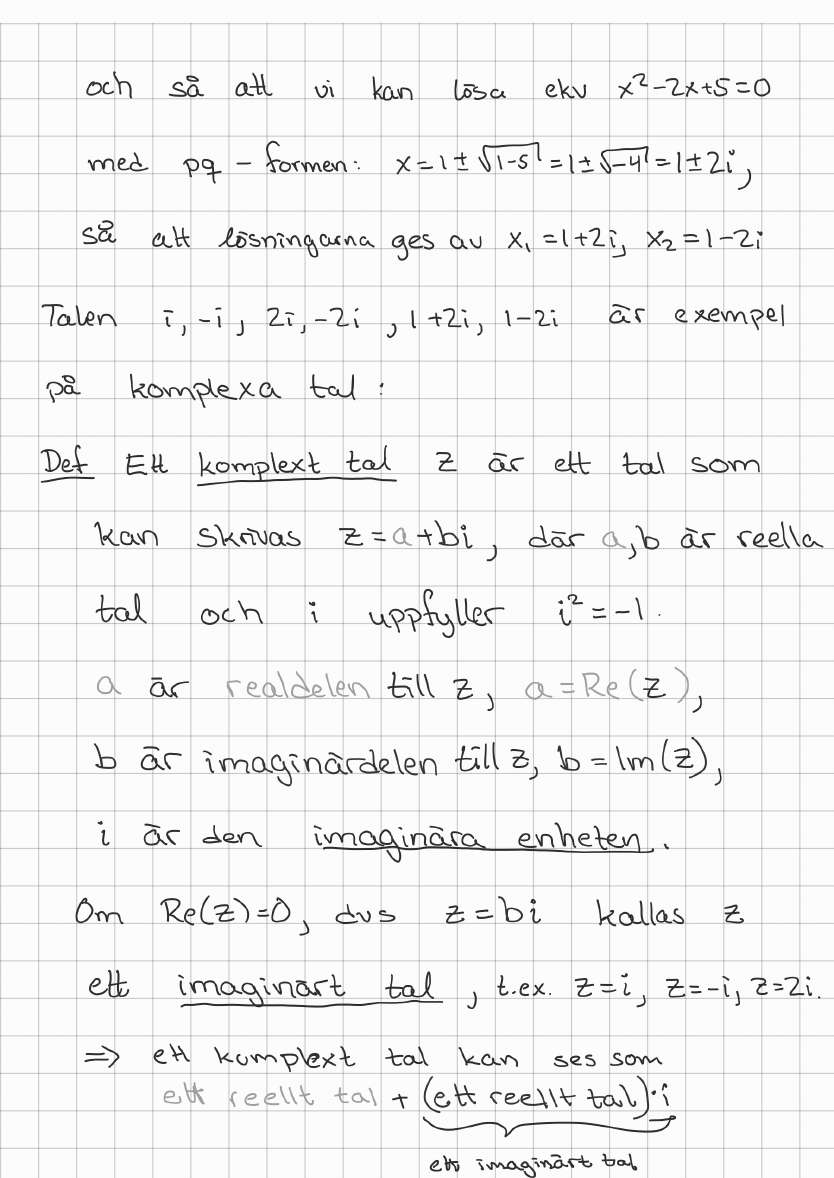 och så att vi kan lösa ekv x²-2x+5=0
med pq - formen: x=1±√(1-5)=1±√(-4)=1±2i,
så att lösningarna ges av x₁=1+2i, x₂=1-2i
Talen i, -i, 2i, -2i, 1+2i, 1-2i är exempel
på komplexa tal:
Def Ett komplext tal z är ett tal som
kan skrivas z=a+bi, där a,b är reella
tal och i uppfyller i²=-1.
a är realdelen till z, a=Re(z),
b är imaginärdelen till z, b=Im(z),
i är den imaginära enheten.
Om Re(z)=0, dvs z=bi kallas z
ett imaginärt tal, t.ex. z=i, z=-i, z=2i.
=> ett komplext tal kan ses som
ett reellt tal + (ett reellt tal)·i
ett imaginärt tal